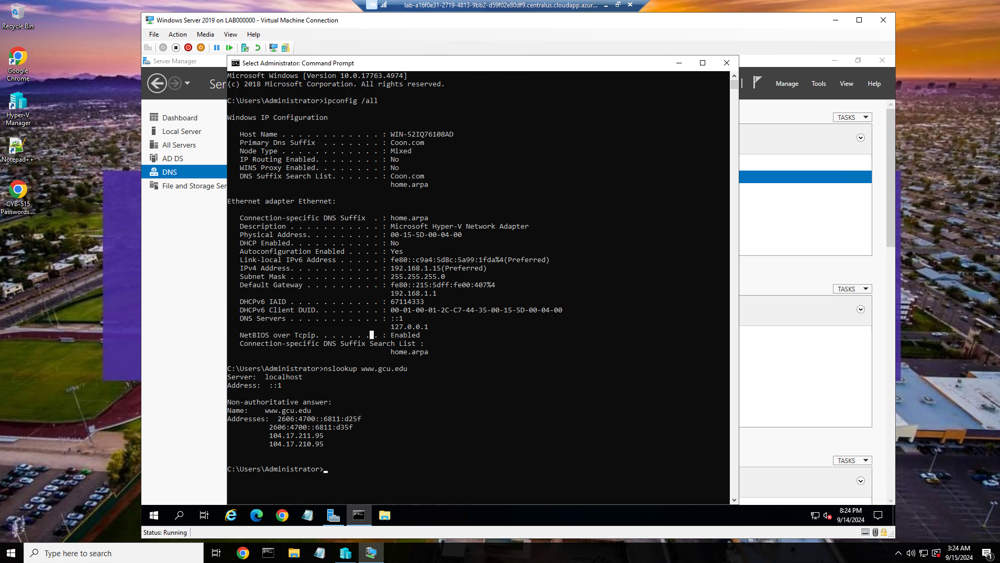 lab-a16f0e31-2719-4813-9bb2-d59f02e80df9.centralus.cloudapp.azur...
Recycle Bin
Google
Chrome
Hyper-V
Manager
Notepad++
CYB-515
Passwords....
Windows Server 2019 on LAB000000 - Virtual Machine Connection
File Action Media View Help
Server Manager
Ser
Manage Tools View Help
Dashboard
Local Server
All Servers
AD DS
DNS
File and Storage Ser
TASKS
TASKS
TASKS
Select Administrator: Command Prompt
Microsoft Windows [Version 10.0.17763.4974]
(c) 2018 Microsoft Corporation. All rights reserved.
C:\Users\Administrator>ipconfig /all
Windows IP Configuration
Host Name . . . . . . . . . . . . : WIN-52IQ76108AD
Primary Dns Suffix  . . . . . . . : Coon.com
Node Type . . . . . . . . . . . . : Mixed
IP Routing Enabled. . . . . . . . : No
WINS Proxy Enabled. . . . . . . . : No
DNS Suffix Search List. . . . . . : Coon.com
home.arpa
Ethernet adapter Ethernet:
Connection-specific DNS Suffix  . : home.arpa
Description . . . . . . . . . . . : Microsoft Hyper-V Network Adapter
Physical Address. . . . . . . . . : 00-15-5D-00-04-00
DHCP Enabled. . . . . . . . . . . : No
Autoconfiguration Enabled . . . . : Yes
Link-local IPv6 Address . . . . . : fe80::c9a4:5d8c:5a99:1fda%4(Preferred)
IPv4 Address. . . . . . . . . . . : 192.168.1.15(Preferred)
Subnet Mask . . . . . . . . . . . : 255.255.255.0
Default Gateway . . . . . . . . . : fe80::215:5dff:fe00:407%4
192.168.1.1
DHCPv6 IAID . . . . . . . . . . . : 67114333
DHCPv6 Client DUID. . . . . . . . : 00-01-00-01-2C-C7-44-35-00-15-5D-00-04-00
DNS Servers . . . . . . . . . . . : ::1
127.0.0.1
NetBIOS over Tcpip. . . . . . . . : Enabled
Connection-specific DNS Suffix Search List :
home.arpa
C:\Users\Administrator>nslookup www.gcu.edu
Server:  localhost
Address:  ::1
Non-authoritative answer:
Name:    www.gcu.edu
Addresses:  2606:4700::6811:d25f
2606:4700::6811:d35f
104.17.211.95
104.17.210.95
C:\Users\Administrator>
8:24 PM
9/14/2024
Status: Running
Type here to search
3:24 AM
9/15/2024
1